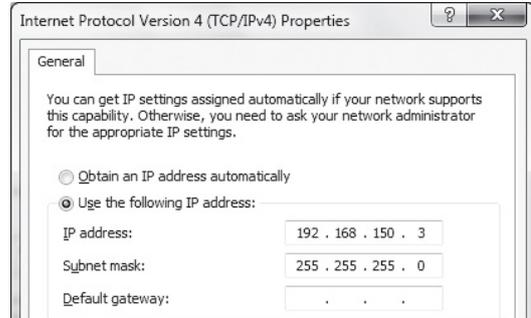 Internet Protocol Version 4 (TCP/IPv4) Properties
? X
General
You can get IP settings assigned automatically if your network supports
this capability. Otherwise, you need to ask your network administrator
for the appropriate IP settings.
Obtain an IP address automatically
Use the following IP address:
IP address: 192 . 168 . 150 . 3
Subnet mask: 255 . 255 . 255 . 0
Default gateway: . . .